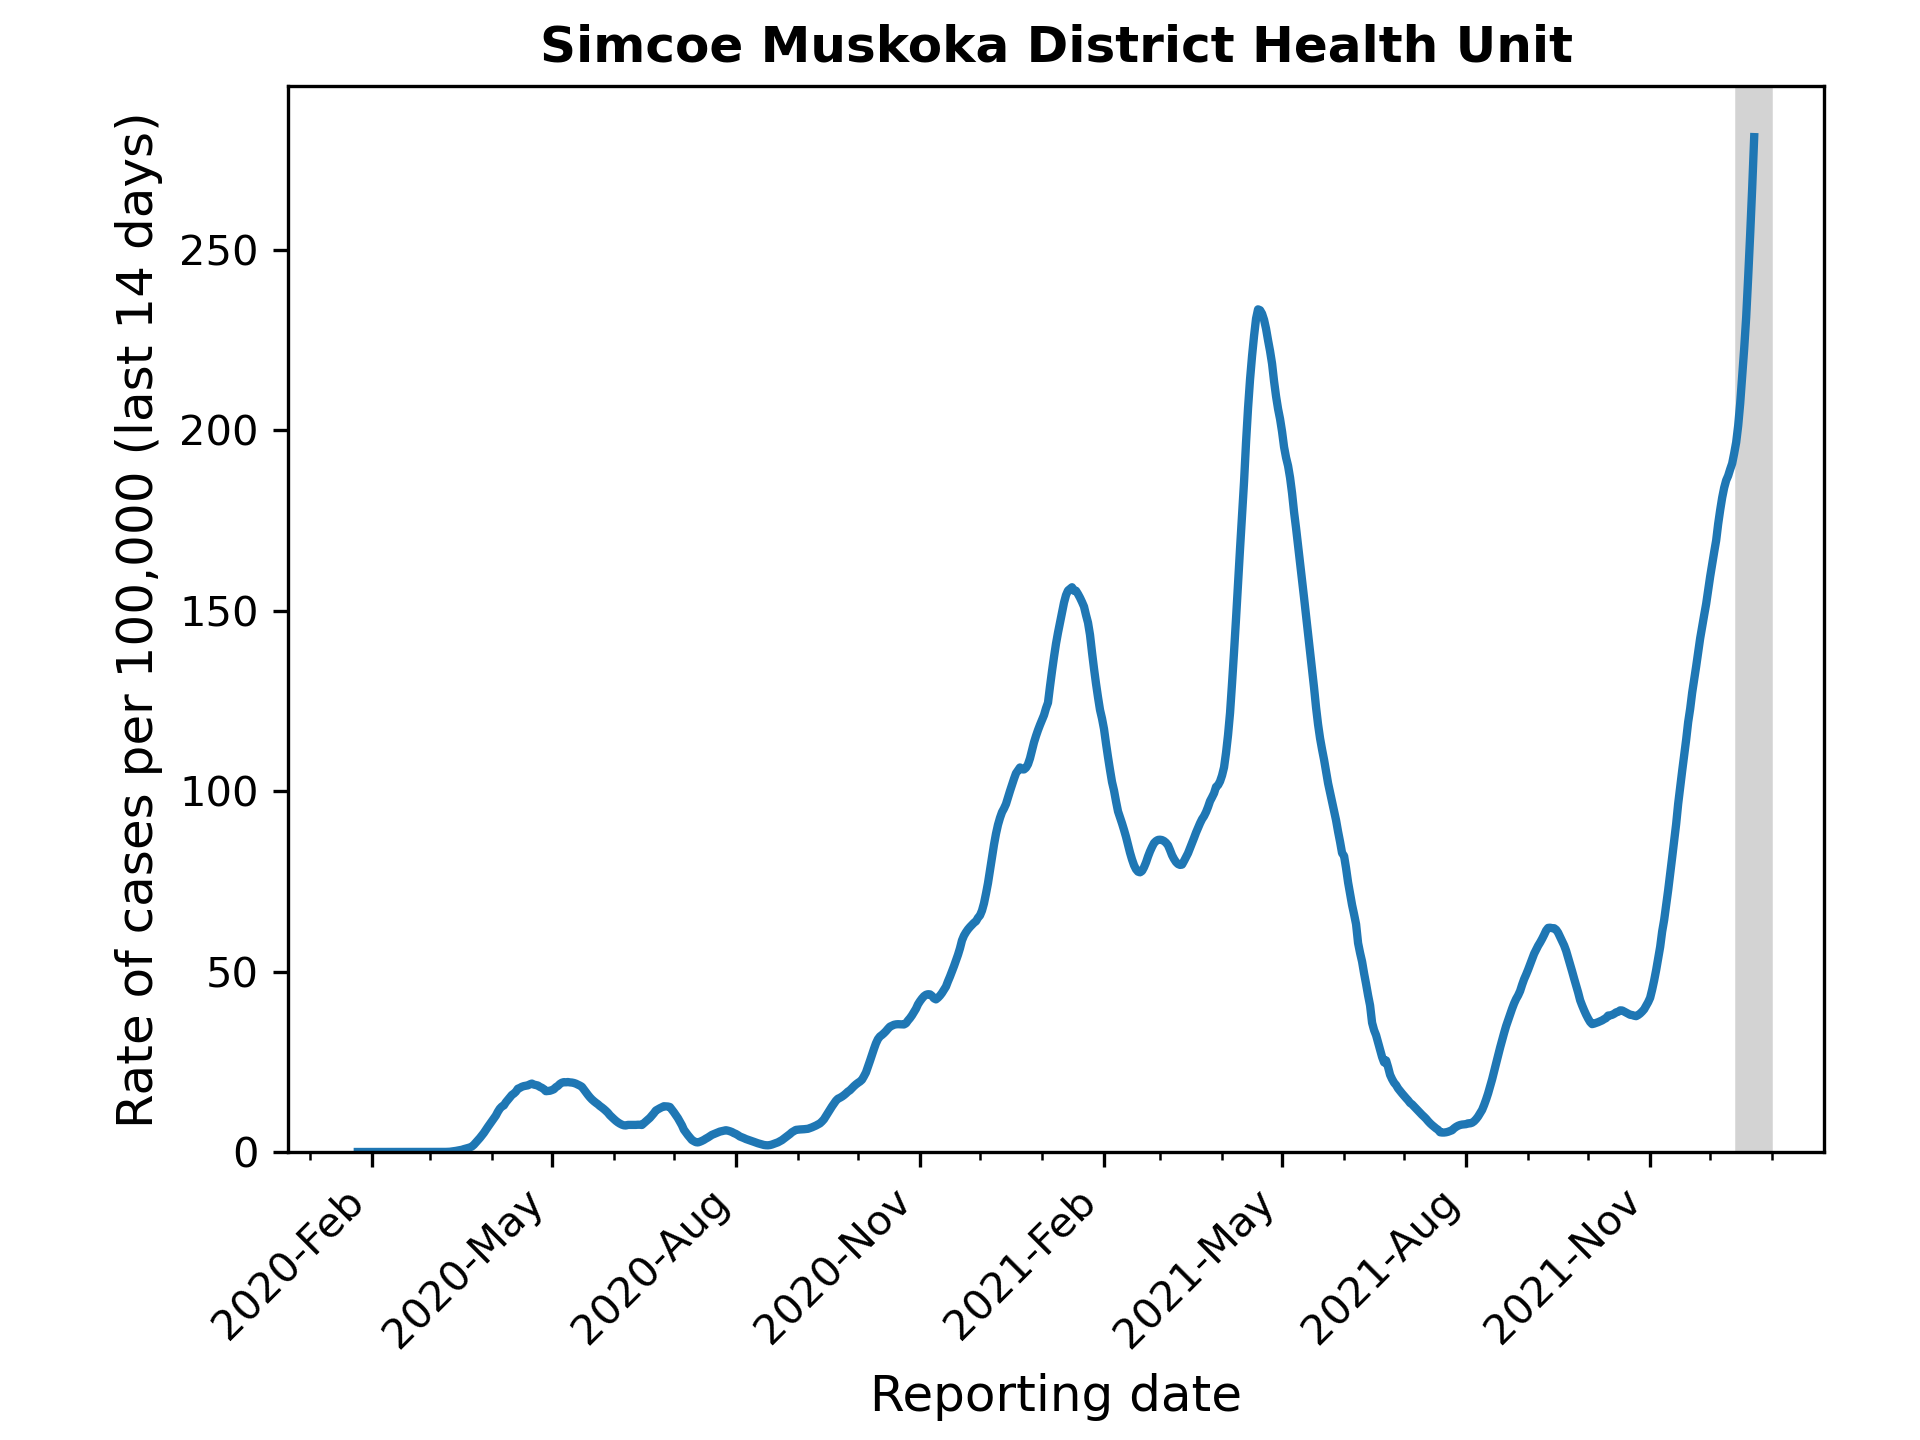 Simcoe Muskoka District Health Unit
Rate of cases per 100,000 (last 14 days)
250
200
150
100
50
0
2020-Feb
2020-May
2020-Aug
2020-Nov
2021-Feb
2021-May
2021-Aug
2021-Nov
Reporting date